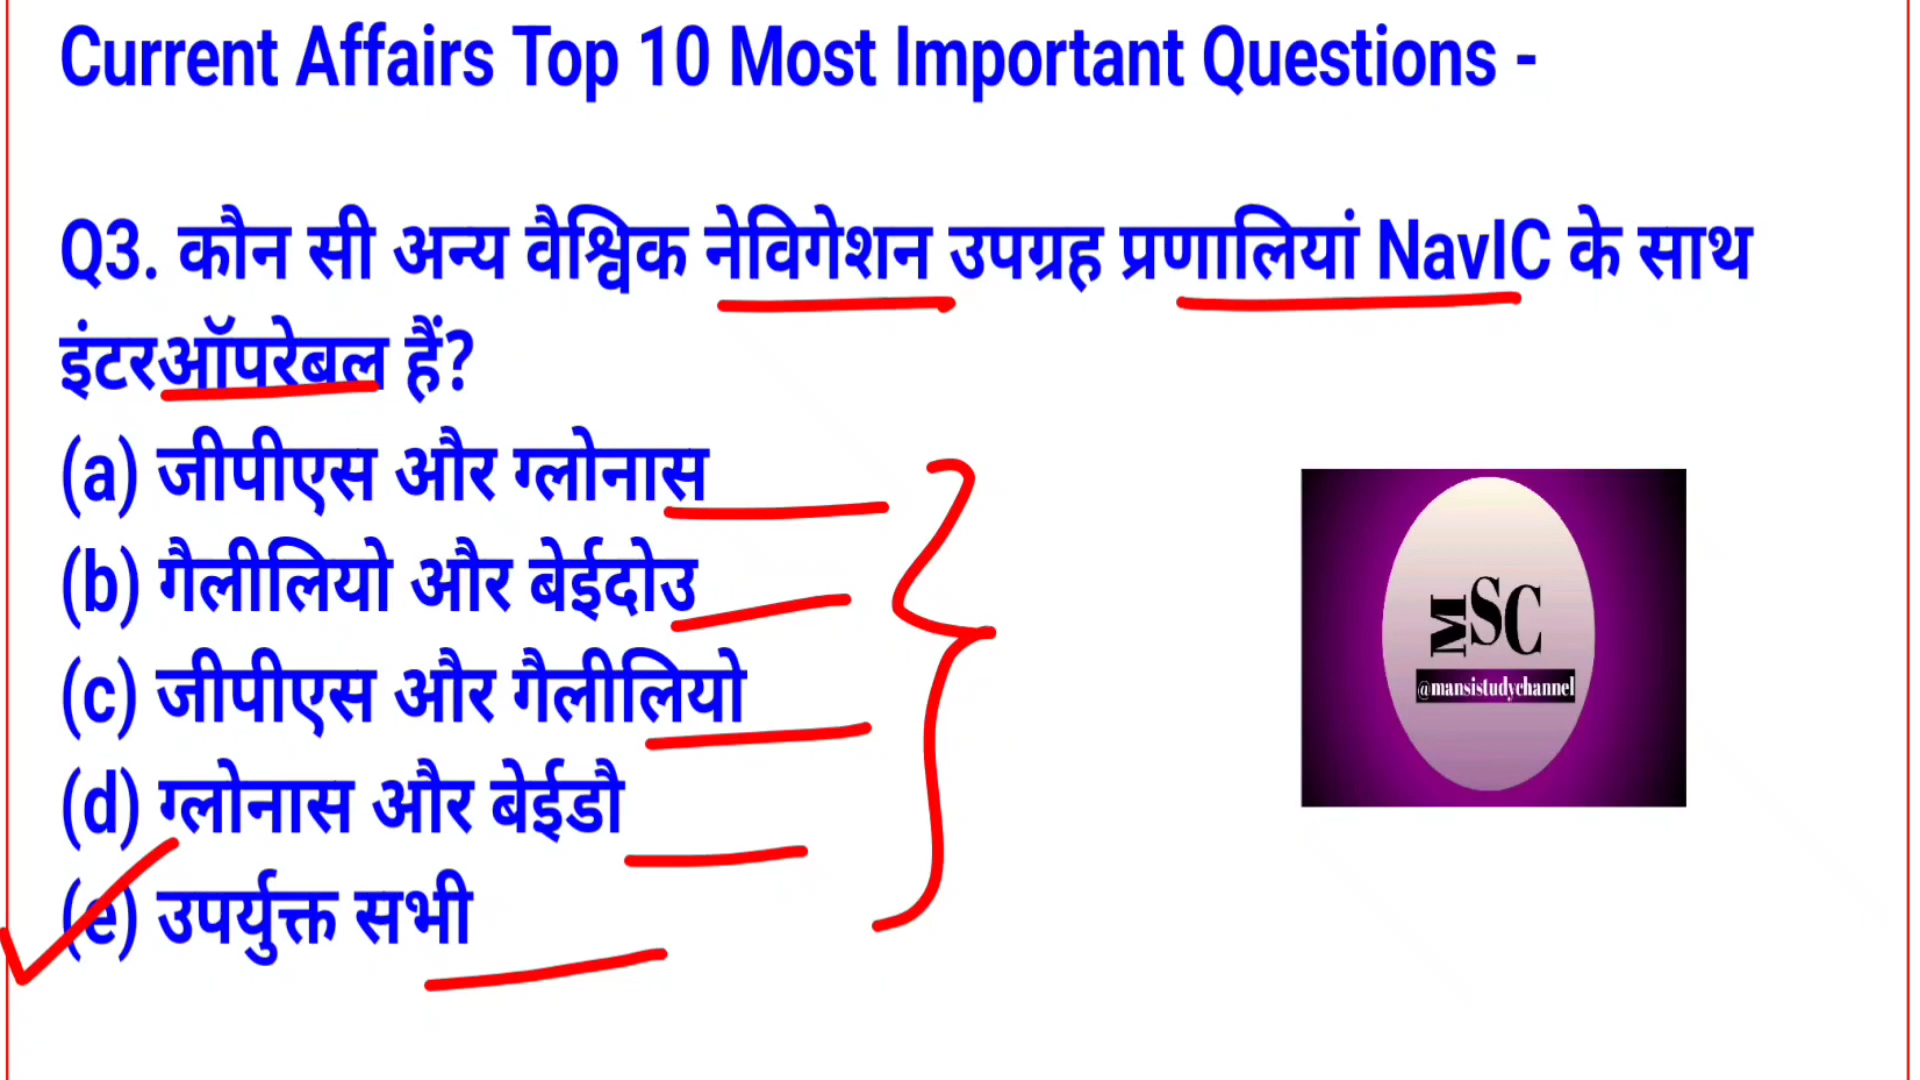 Current Affairs Top 10 Most Important Questions -
Q3. कौन सी अन्य वैश्विक नेविगेशन उपग्रह प्रणालियां NavIC के साथ
इंटरऑपरेबल हैं?
(a) जीपीएस और ग्लोनास
(b) गैलीलियो और बेईदोउ
(c) जीपीएस और गैलीलियो
(d) ग्लोनास और बेईडौ
(e) उपर्युक्त सभी
MSC
@mansistudychannel